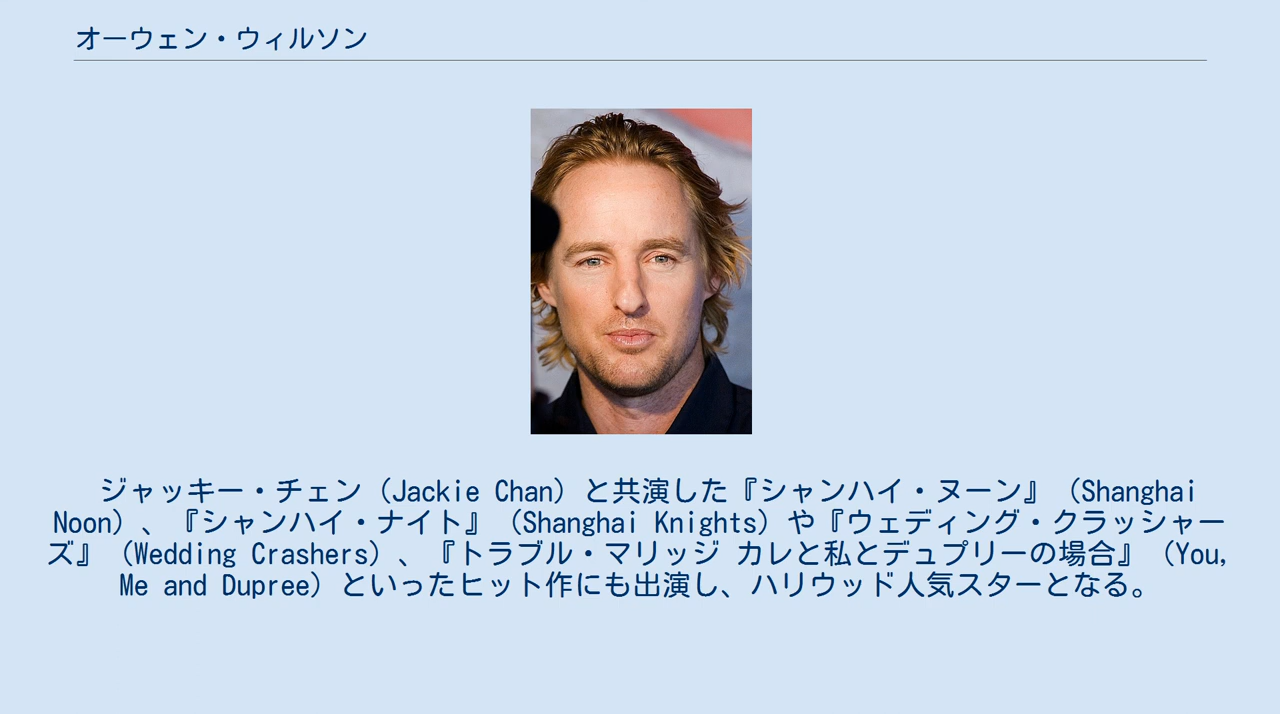 オーウェン・ウィルソン
ジャッキー・チェン（Jackie Chan）と共演した『シャンハイ・ヌーン』（Shanghai
Noon）、『シャンハイ・ナイト』（Shanghai Knights）や『ウェディング・クラッシャー
ズ』（Wedding Crashers）、『トラブル・マリッジ カレと私とデュプリーの場合』（You,
Me and Dupree）といったヒット作にも出演し、ハリウッド人気スターとなる。